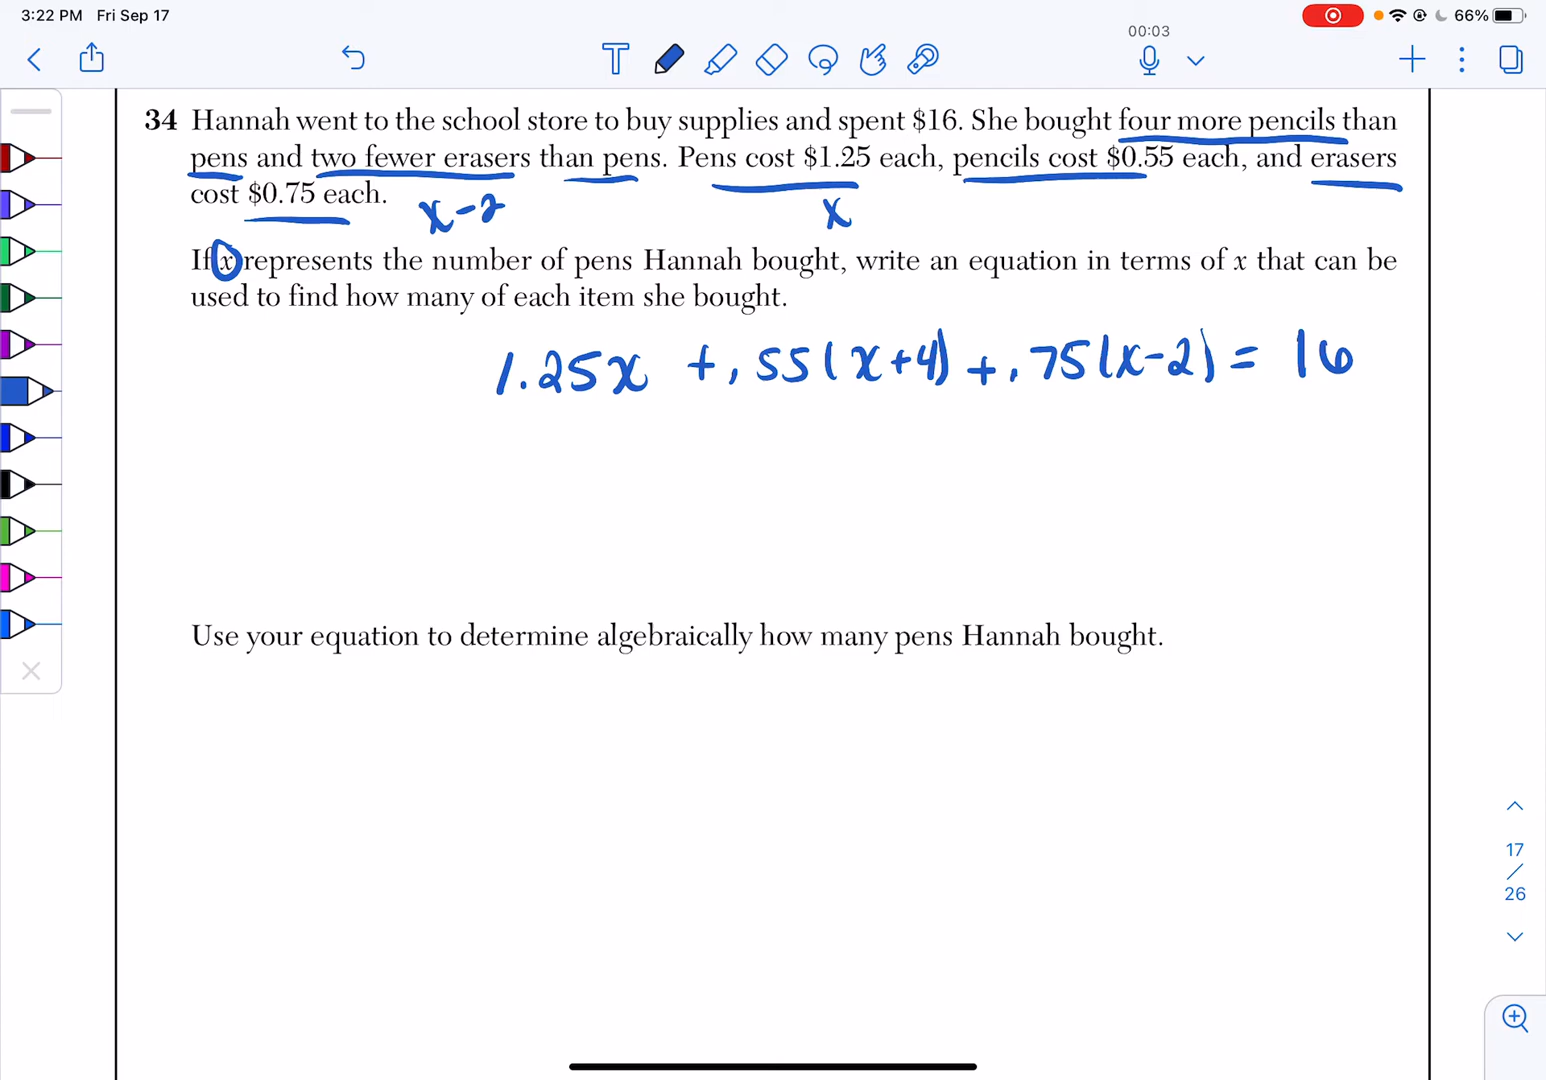 3:22 PM Fri Sep 17
66%
00:03
T
34 Hannah went to the school store to buy supplies and spent $16. She bought four more pencils than
pens and two fewer erasers than pens. Pens cost $1.25 each, pencils cost $0.55 each, and erasers
cost $0.75 each.
x-2
x
If x represents the number of pens Hannah bought, write an equation in terms of x that can be
used to find how many of each item she bought.
1.25x + .55(x+4) + .75(x-2) = 16
Use your equation to determine algebraically how many pens Hannah bought.
17
/
26